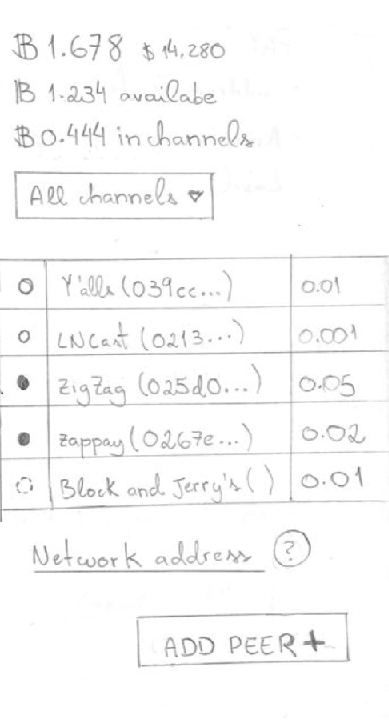 ₿ 1.678 $ 14.280
₿ 1.234 availabe
₿ 0.444 in channels
All channels ▾
Y'alls (039cc...) 0.01
LNCast (0213...) 0.001
ZigZag (025d0...) 0.05
Zappay (0267e...) 0.02
Block and Jerry's () 0.01
Network address ?
ADD PEER +